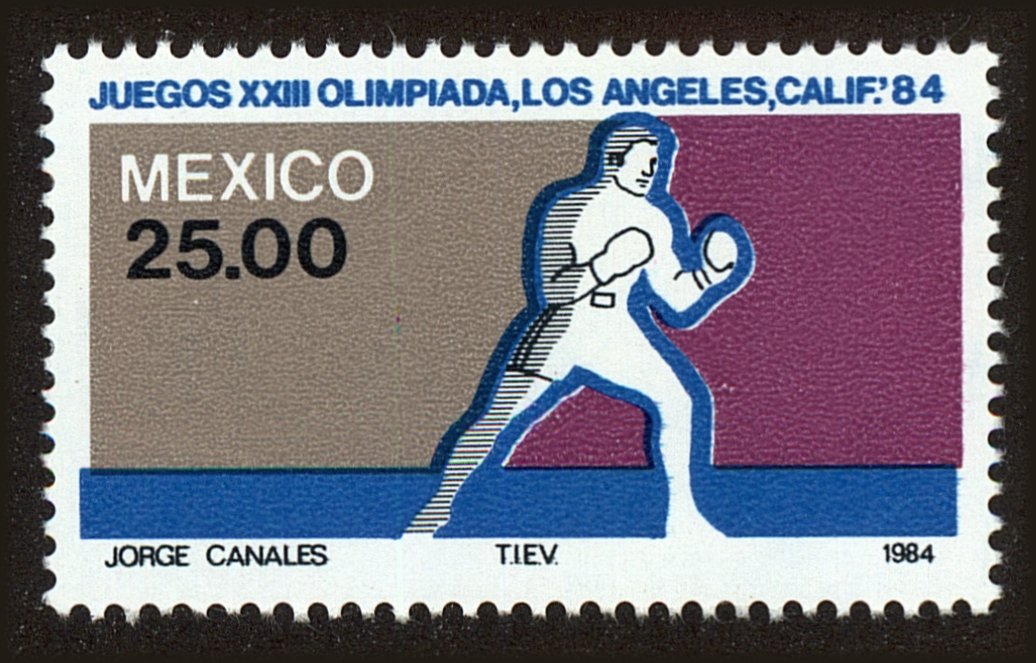 JUEGOS XXIII OLIMPIADA, LOS ANGELES, CALIF.'84
MEXICO
25.00
JORGE CANALES T.I.E.V. 1984